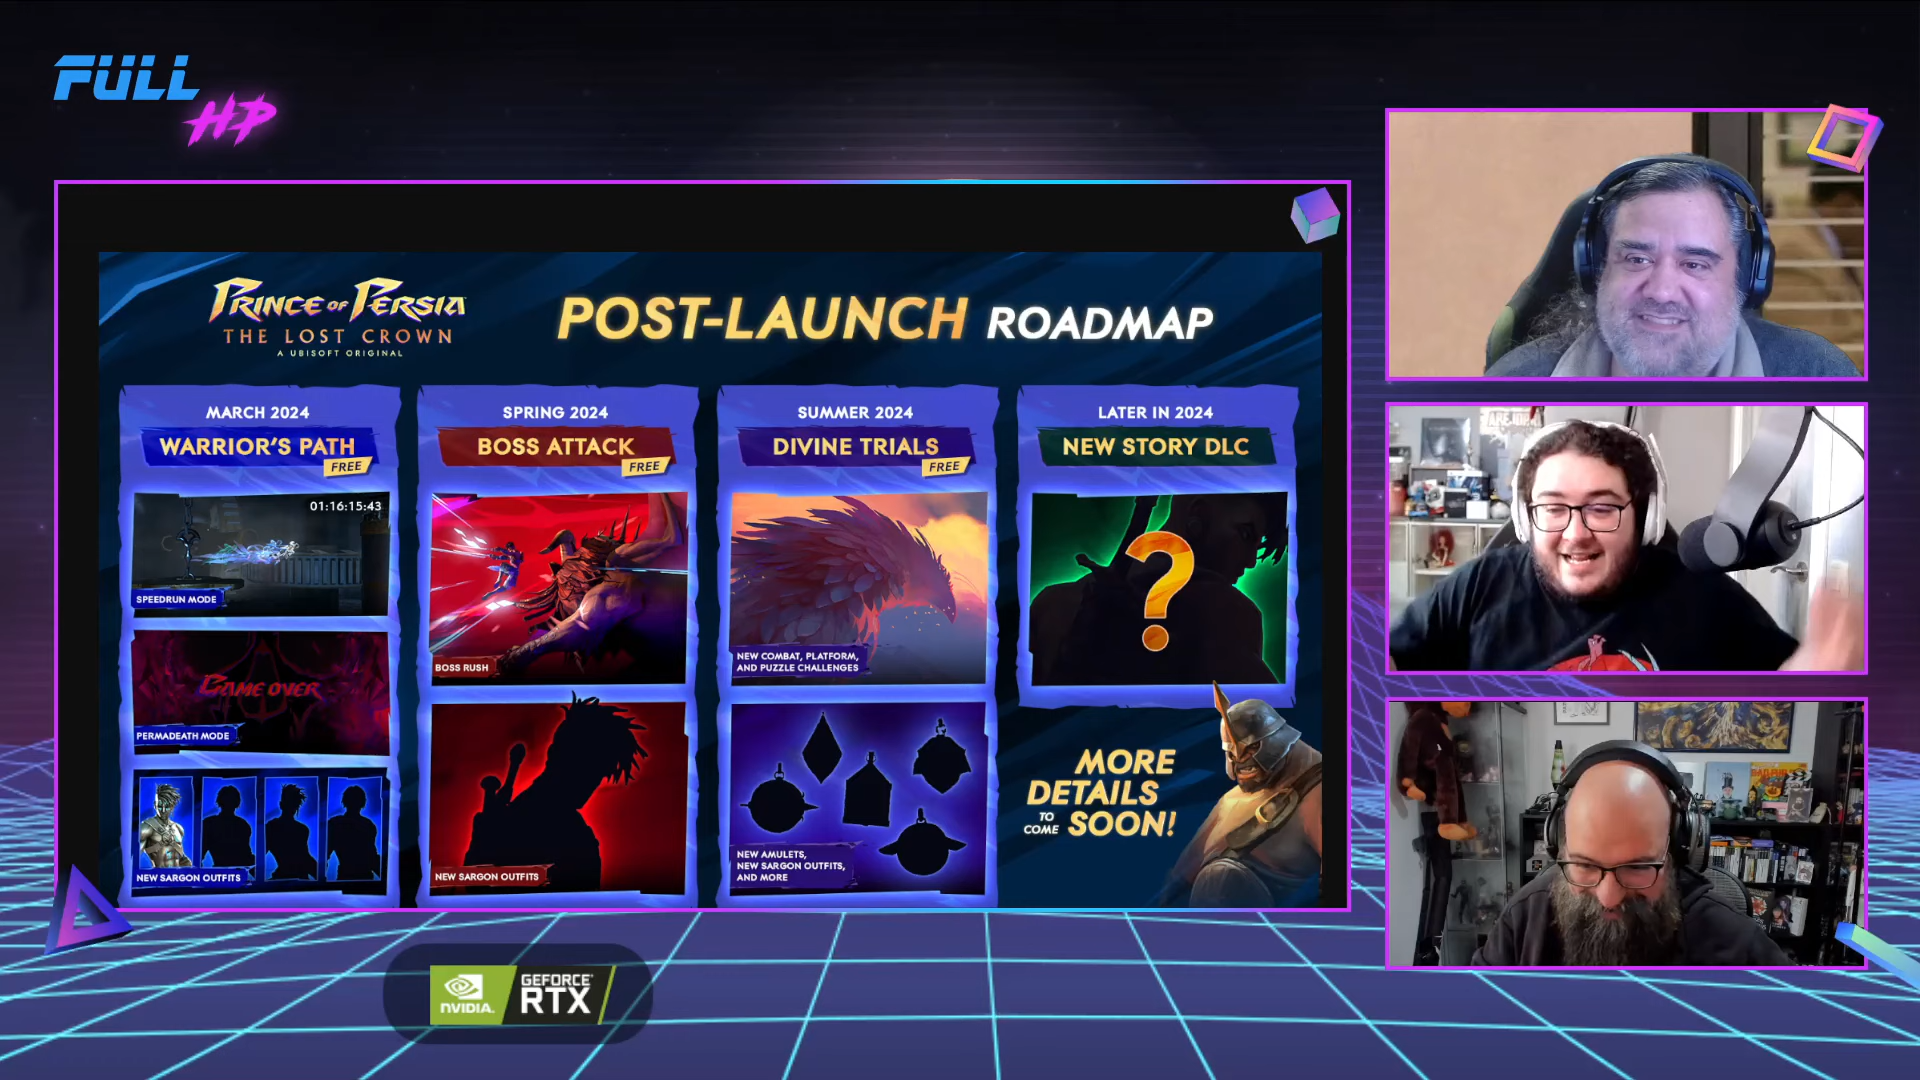 FULL
HP
PRINCE OF PERSIA
THE LOST CROWN
A UBISOFT ORIGINAL
POST-LAUNCH ROADMAP
MARCH 2024
WARRIOR'S PATH
FREE
01:16:15:43
SPEEDRUN MODE
GAME OVER
PERMADEATH MODE
NEW SARGON OUTFITS
SPRING 2024
BOSS ATTACK
FREE
BOSS RUSH
NEW SARGON OUTFITS
SUMMER 2024
DIVINE TRIALS
FREE
NEW COMBAT, PLATFORM,
AND PUZZLE CHALLENGES
NEW AMULETS,
NEW SARGON OUTFITS,
AND MORE
LATER IN 2024
NEW STORY DLC
?
MORE
DETAILS
TO COME SOON!
NVIDIA.
GEFORCE
RTX